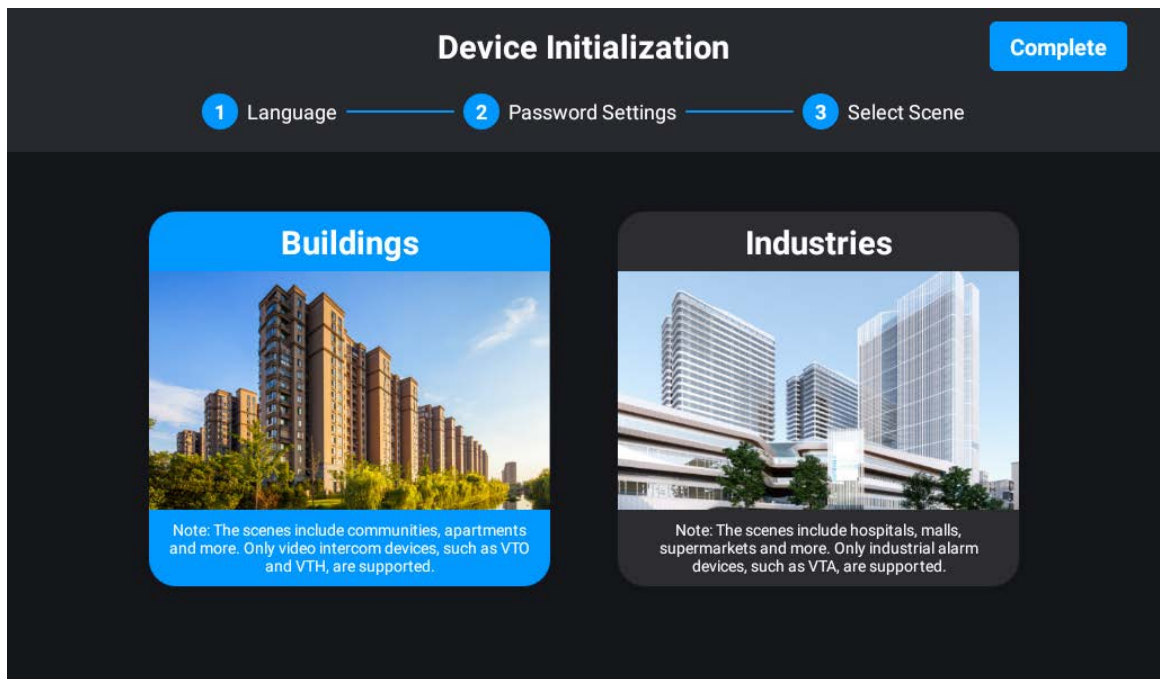 Device Initialization
Complete
1 Language
2 Password Settings
3 Select Scene
Buildings
Note: The scenes include communities, apartments
and more. Only video intercom devices, such as VTO
and VTH, are supported.
Industries
Note: The scenes include hospitals, malls,
supermarkets and more. Only industrial alarm
devices, such as VTA, are supported.